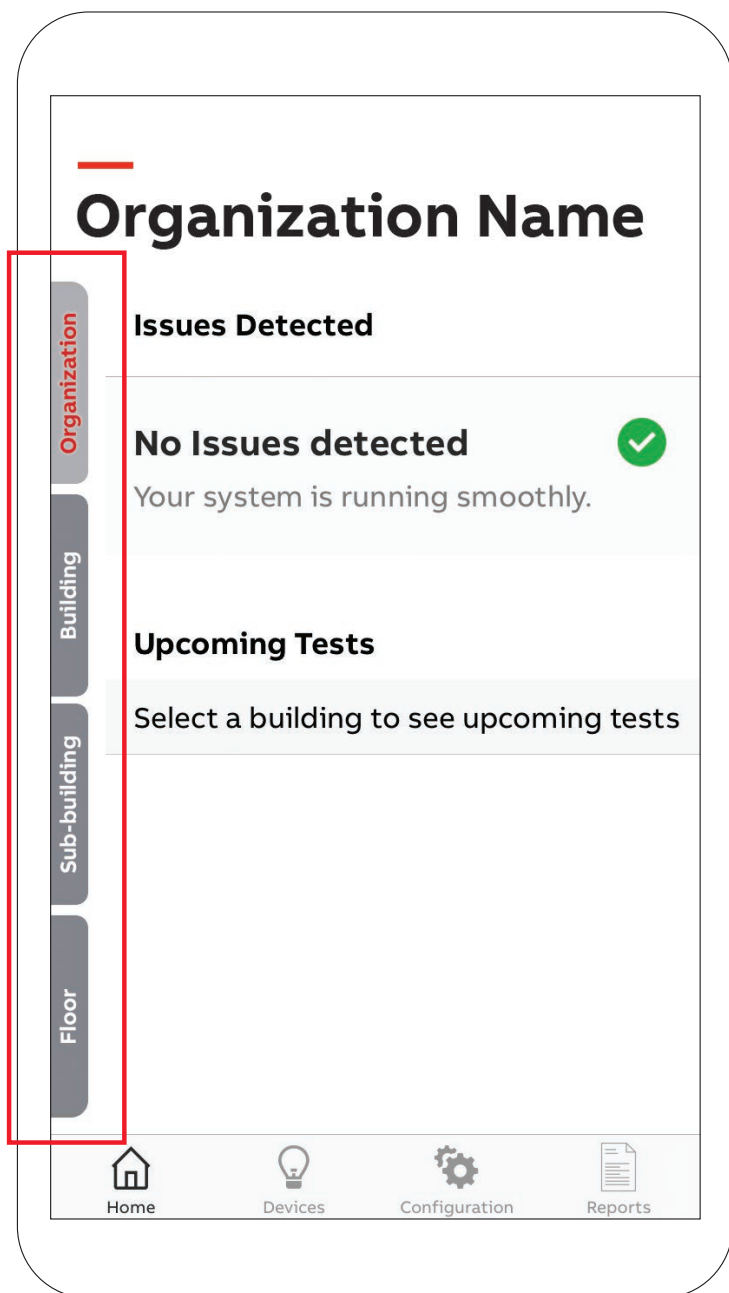 Organization Name
Organization
Building
Sub-building
Floor
Issues Detected
No Issues detected
Your system is running smoothly.
Upcoming Tests
Select a building to see upcoming tests
Home
Devices
Configuration
Reports